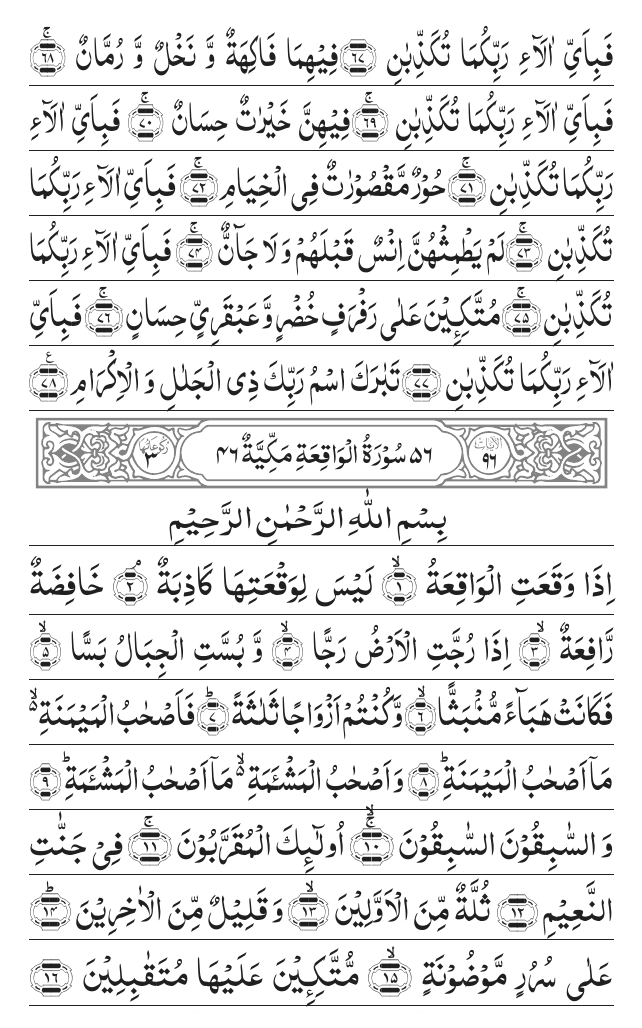 فَبِاَيِّ اٰلَآءِ رَبِّكُمَا تُكَذِّبٰنِ ﴿٦٧﴾ۚ فِيْهِمَا فَاكِهَةٌ وَّ نَخْلٌ وَّ رُمَّانٌ ﴿٦٨﴾ۚ
فَبِاَيِّ اٰلَآءِ رَبِّكُمَا تُكَذِّبٰنِ ﴿٦٩﴾ۚ فِيْهِنَّ خَيْرٰتٌ حِسَانٌ ﴿٧٠﴾ۚ فَبِاَيِّ اٰلَآءِ
رَبِّكُمَا تُكَذِّبٰنِ ﴿٧١﴾ۚ حُوْرٌ مَّقْصُوْرٰتٌ فِي الْخِيَامِ ﴿٧٢﴾ۚ فَبِاَيِّ اٰلَآءِ رَبِّكُمَا
تُكَذِّبٰنِ ﴿٧٣﴾ۚ لَمْ يَطْمِثْهُنَّ اِنْسٌ قَبْلَهُمْ وَ لَا جَآنٌّ ﴿٧٤﴾ۚ فَبِاَيِّ اٰلَآءِ رَبِّكُمَا
تُكَذِّبٰنِ ﴿٧٥﴾ۚ مُتَّكِـِٕيْنَ عَلٰى رَفْرَفٍ خُضْرٍ وَّ عَبْقَرِيٍّ حِسَانٍ ﴿٧٦﴾ۚ فَبِاَيِّ
اٰلَآءِ رَبِّكُمَا تُكَذِّبٰنِ ﴿٧٧﴾ تَبٰرَكَ اسْمُ رَبِّكَ ذِي الْجَلٰلِ وَ الْاِكْرَامِ ﴿٧٨﴾ع
الْاٰيَات ٩٦ ٥٦ سُوْرَةُ الْوَاقِعَةِ مَكِّيَّةٌ ٤٦ رُكُوْعَاتُهَا ٣
بِسْمِ اللّٰهِ الرَّحْمٰنِ الرَّحِيْمِ
اِذَا وَقَعَتِ الْوَاقِعَةُ ﴿١﴾ۙ لَيْسَ لِوَقْعَتِهَا كَاذِبَةٌ ﴿٢﴾ۘ خَافِضَةٌ
رَّافِعَةٌ ﴿٣﴾ۙ اِذَا رُجَّتِ الْاَرْضُ رَجًّا ﴿٤﴾ۙ وَّ بُسَّتِ الْجِبَالُ بَسًّا ﴿٥﴾ۙ
فَكَانَتْ هَبَآءً مُّنْۢبَثًّا ﴿٦﴾ۙ وَّ كُنْتُمْ اَزْوَاجًا ثَلٰثَةً ﴿٧﴾ؕ فَاَصْحٰبُ الْمَيْمَنَةِ ۙ۬
مَاۤ اَصْحٰبُ الْمَيْمَنَةِ ﴿٨﴾ؕ وَ اَصْحٰبُ الْمَشْـَٔمَةِ ۙ۬ مَاۤ اَصْحٰبُ الْمَشْـَٔمَةِ ﴿٩﴾ؕ
وَ السّٰبِقُوْنَ السّٰبِقُوْنَ ﴿١٠﴾ۚۙ اُولٰٓئِكَ الْمُقَرَّبُوْنَ ﴿١١﴾ۚ فِيْ جَنّٰتِ
النَّعِيْمِ ﴿١٢﴾ ثُلَّةٌ مِّنَ الْاَوَّلِيْنَ ﴿١٣﴾ۙ وَ قَلِيْلٌ مِّنَ الْاٰخِرِيْنَ ﴿١٤﴾ؕ
عَلٰى سُرُرٍ مَّوْضُوْنَةٍ ﴿١٥﴾ۙ مُّتَّكِـِٕيْنَ عَلَيْهَا مُتَقٰبِلِيْنَ ﴿١٦﴾